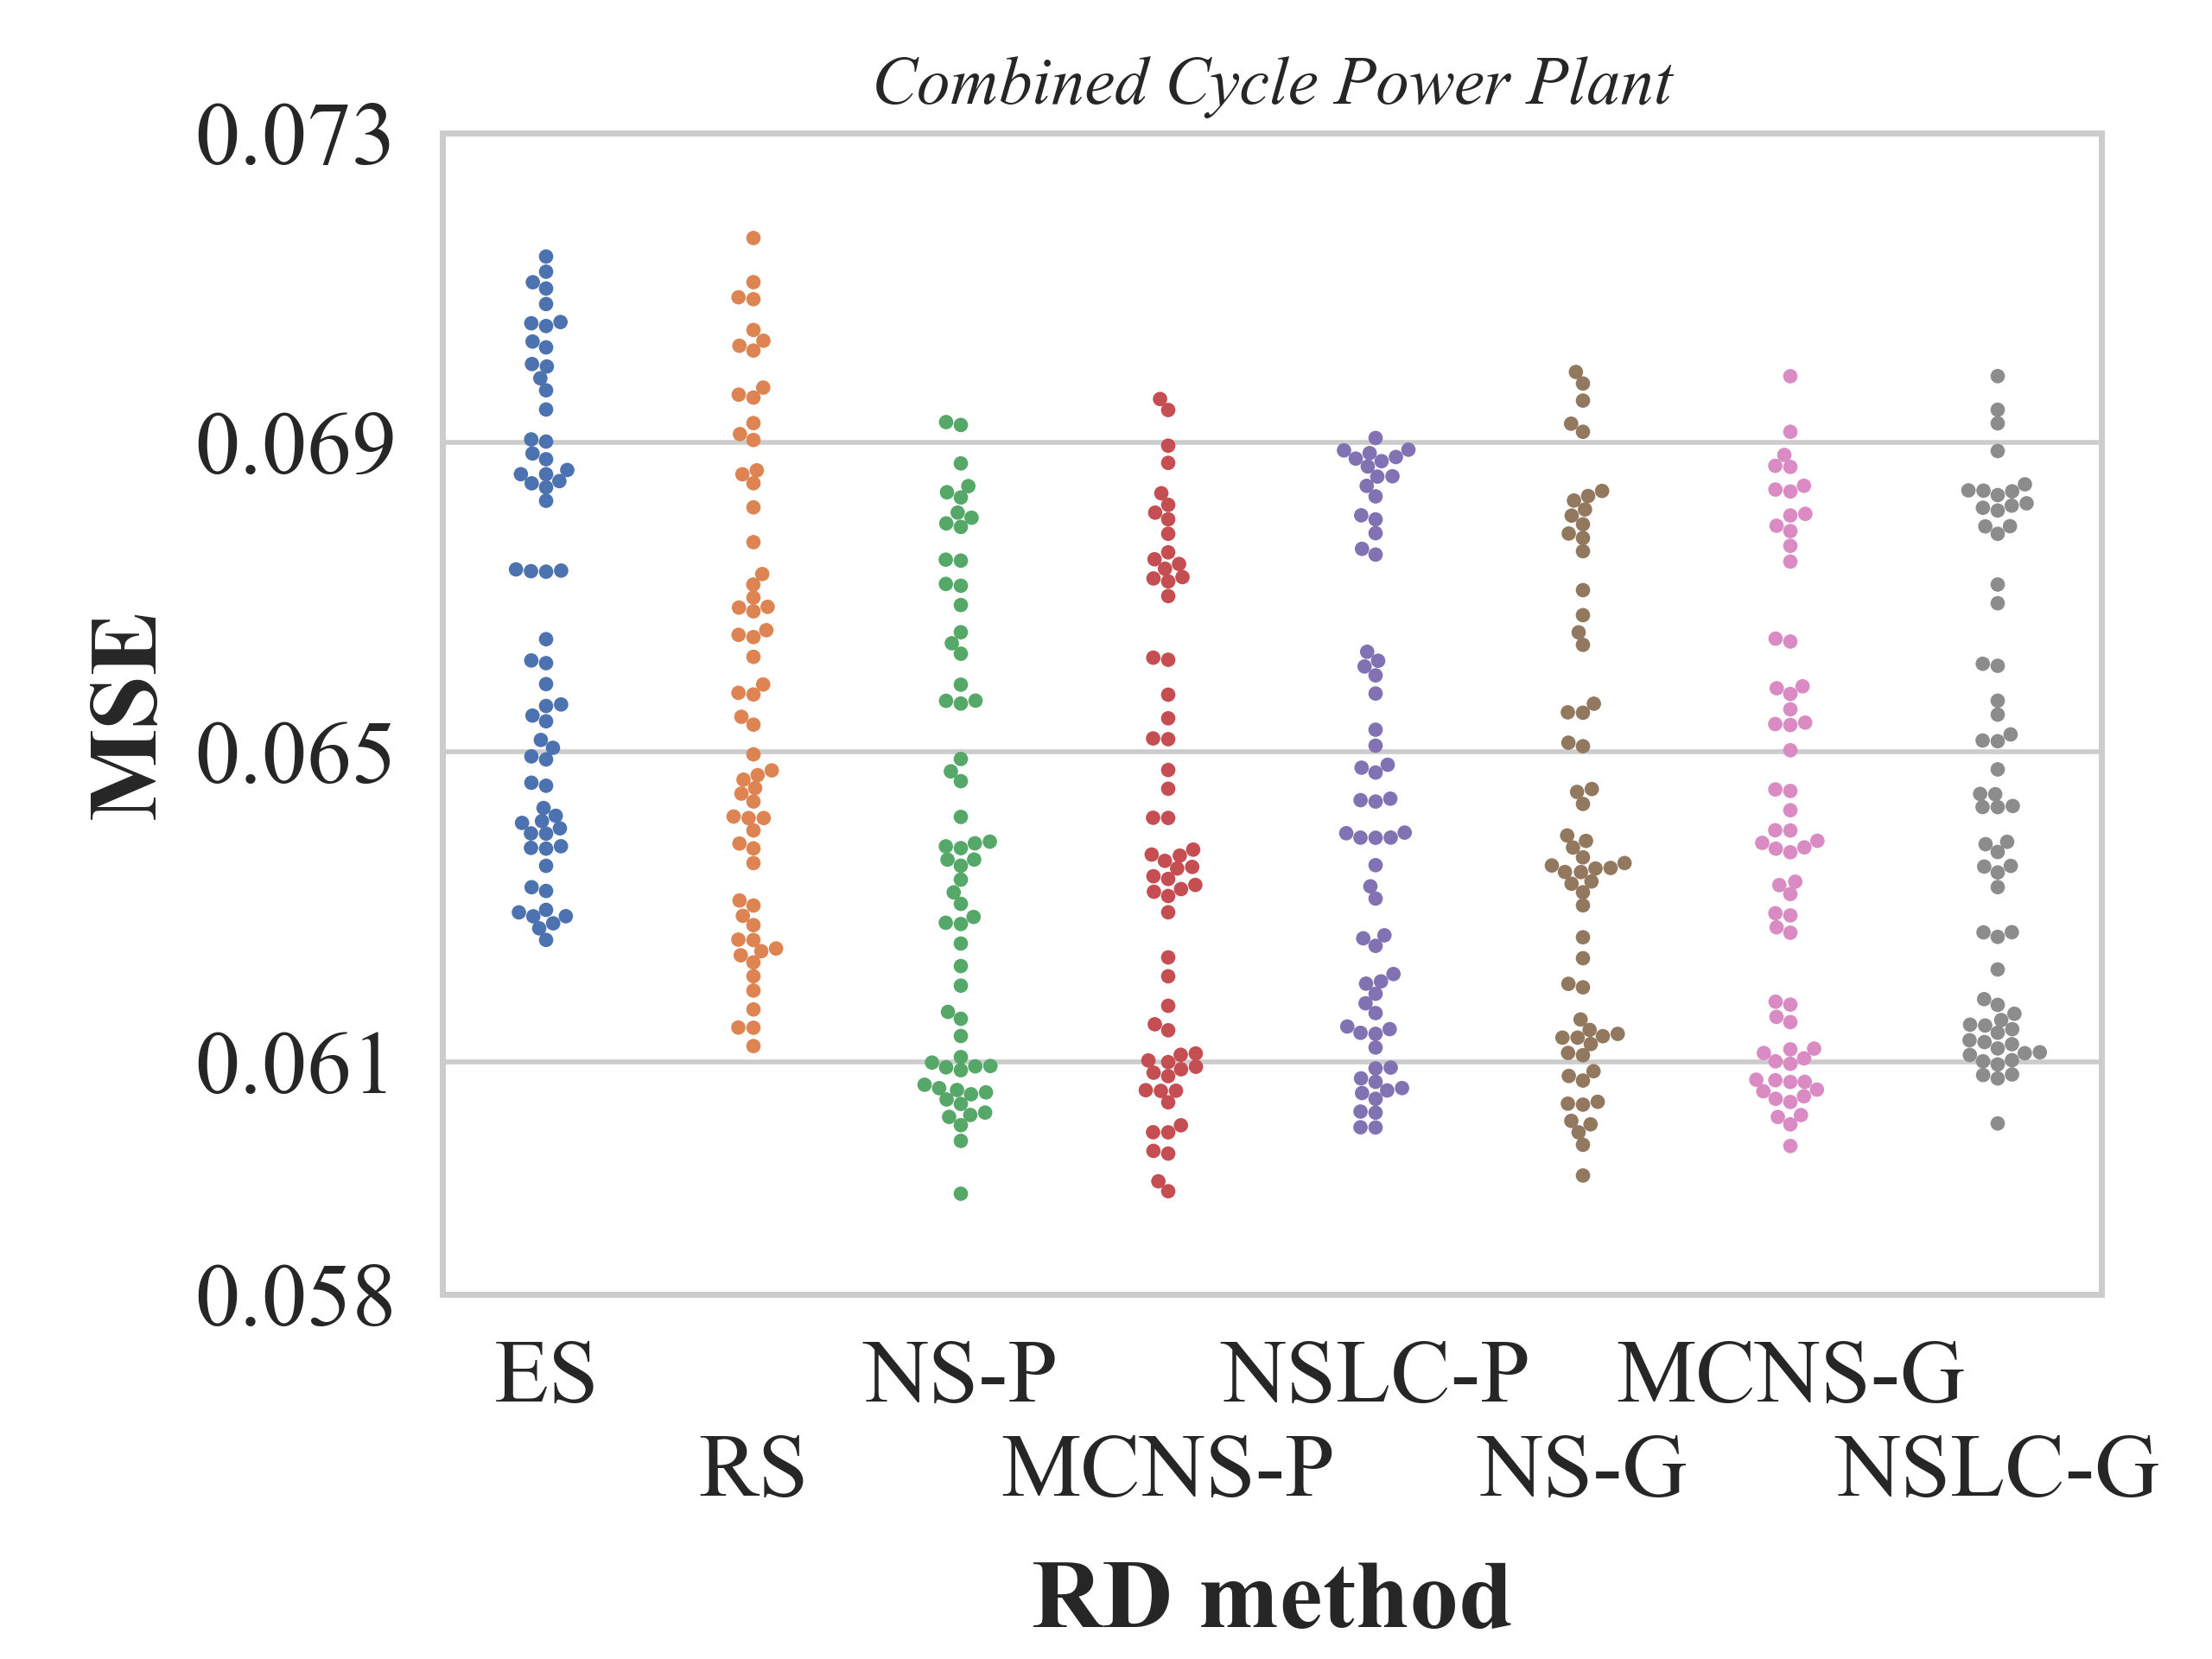 Combined Cycle Power Plant
0.073
0.069
0.065
0.061
0.058
MSE
ES NS-P NSLC-P MCNS-G
RS MCNS-P NS-G NSLC-G
RD method